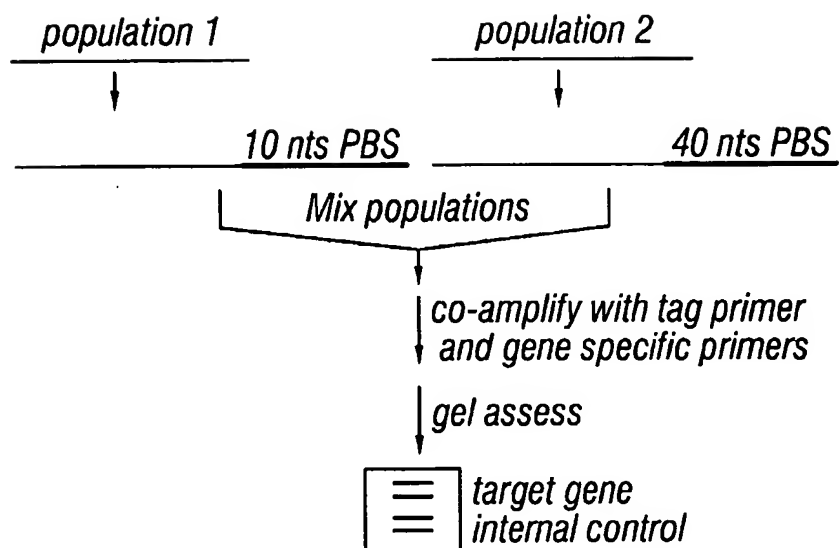 population 1
population 2
10 nts PBS
40 nts PBS
Mix populations
co-amplify with tag primer
and gene specific primers
gel assess
target gene
internal control